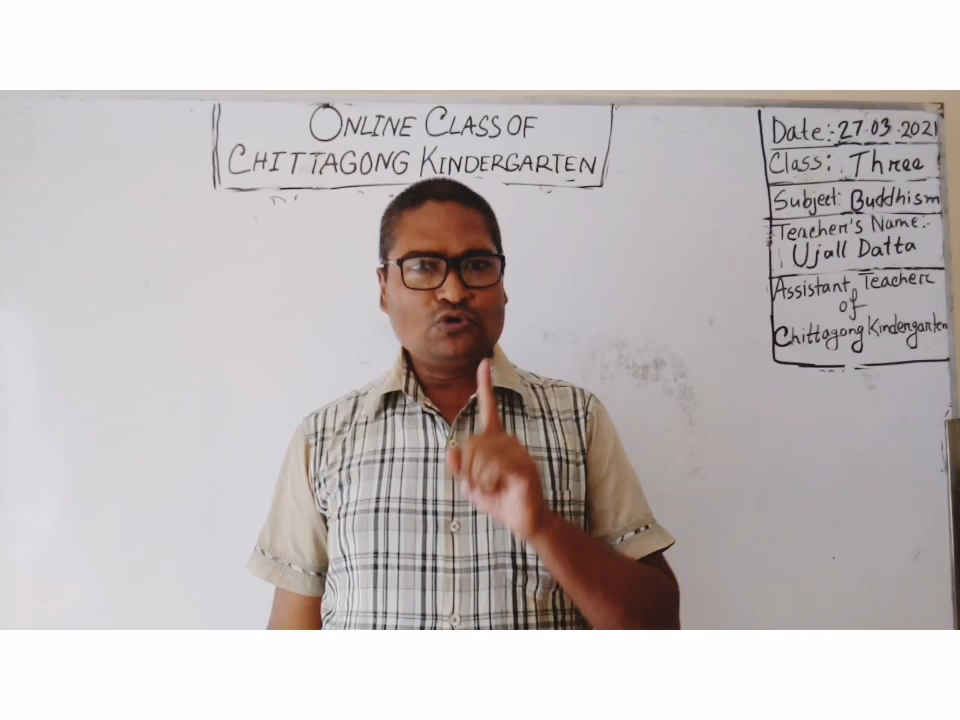 ONLINE CLASS OF
CHITTAGONG KINDERGARTEN
Date:- 27.03.2021
Class: Three
Subject: Buddhism
Teacher's Name:-
Ujall Datta
Assistant Teacher
of
Chittagong Kindergarten